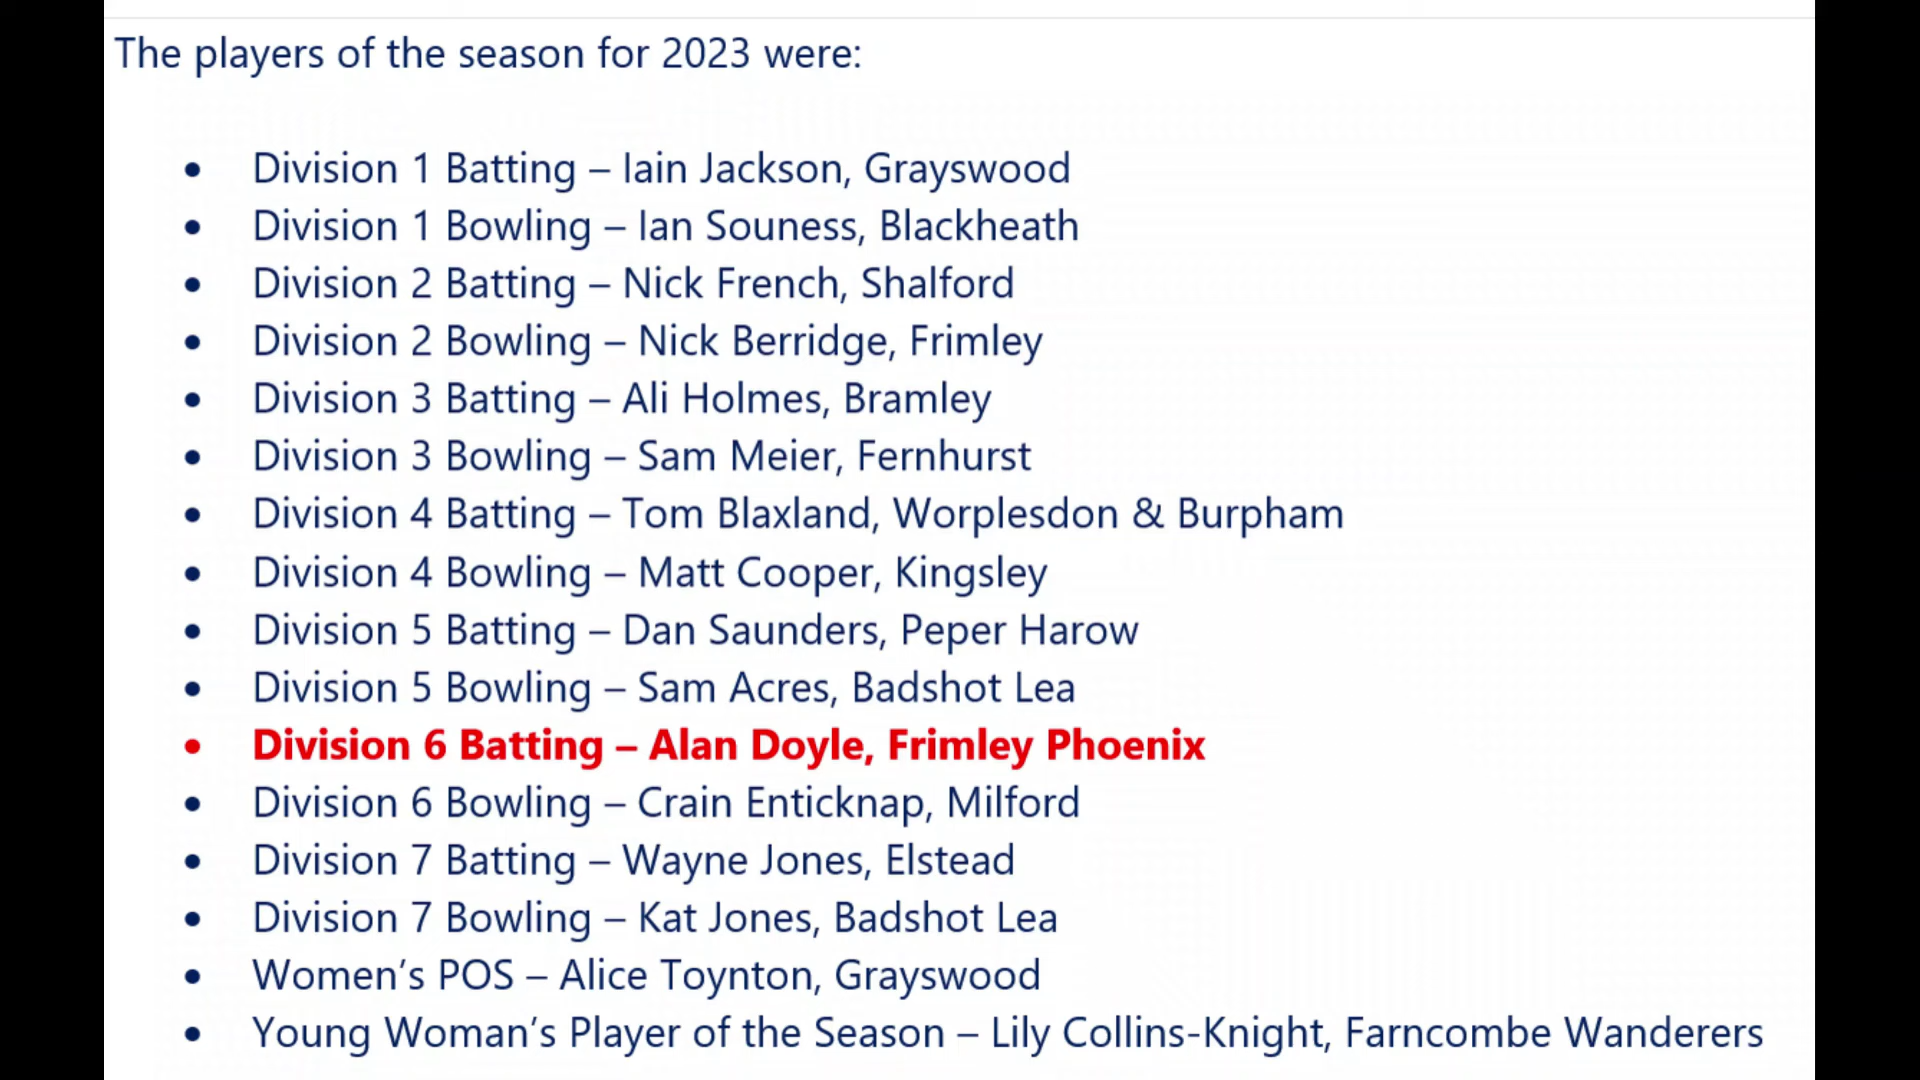 The players of the season for 2023 were:
• Division 1 Batting – Iain Jackson, Grayswood
• Division 1 Bowling – Ian Souness, Blackheath
• Division 2 Batting – Nick French, Shalford
• Division 2 Bowling – Nick Berridge, Frimley
• Division 3 Batting – Ali Holmes, Bramley
• Division 3 Bowling – Sam Meier, Fernhurst
• Division 4 Batting – Tom Blaxland, Worplesdon & Burpham
• Division 4 Bowling – Matt Cooper, Kingsley
• Division 5 Batting – Dan Saunders, Peper Harow
• Division 5 Bowling – Sam Acres, Badshot Lea
• Division 6 Batting – Alan Doyle, Frimley Phoenix
• Division 6 Bowling – Crain Enticknap, Milford
• Division 7 Batting – Wayne Jones, Elstead
• Division 7 Bowling – Kat Jones, Badshot Lea
• Women’s POS – Alice Toynton, Grayswood
• Young Woman’s Player of the Season – Lily Collins-Knight, Farncombe Wanderers